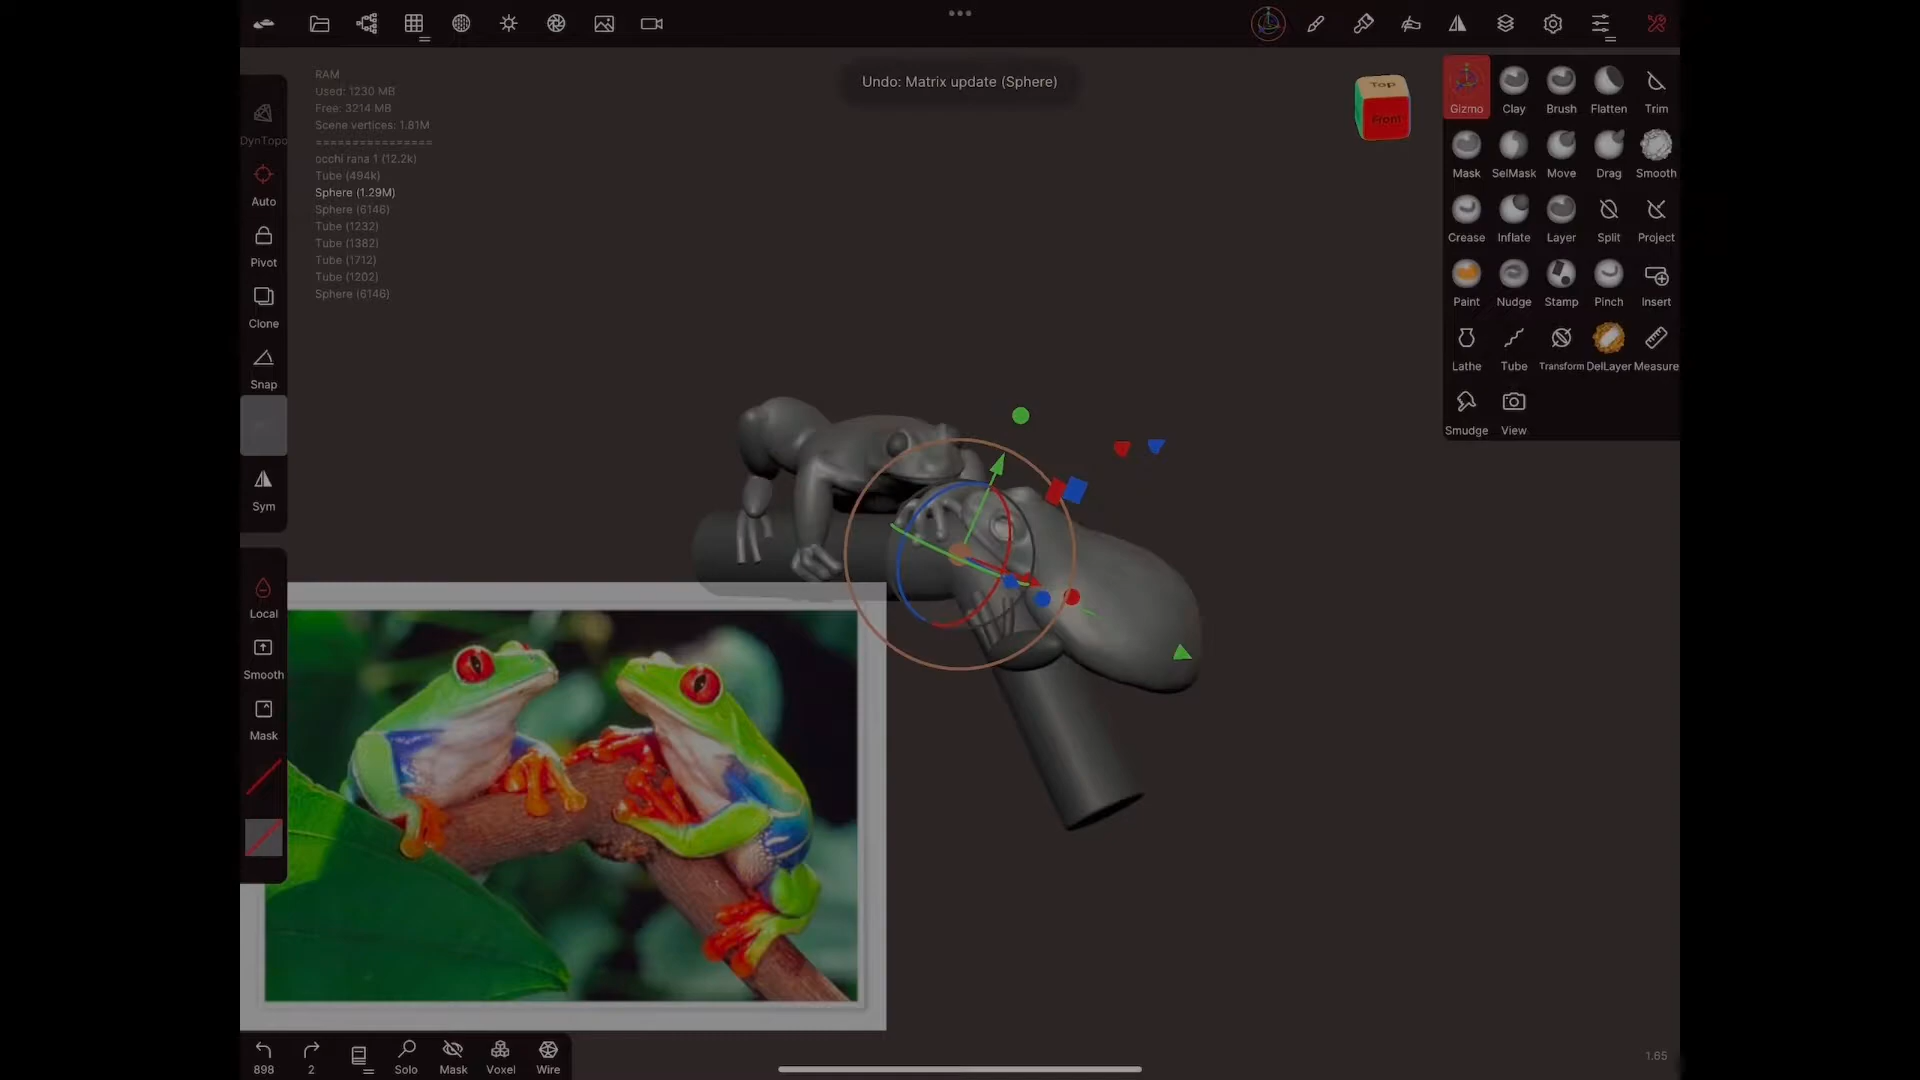 Undo: Matrix update (Sphere)
RAM
Used: 1230 MB
Free: 3214 MB
Scene vertices: 1.81M
================
occhi rana 1 (12.2k)
Tube (494k)
Sphere (1.29M)
Sphere (6146)
Tube (1232)
Tube (1382)
Tube (1712)
Tube (1202)
Sphere (6146)
DynTopo
Auto
Pivot
Clone
Snap
Sym
Local
Smooth
Mask
Top
Front
Gizmo Clay Brush Flatten Trim
Mask SelMask Move Drag Smooth
Crease Inflate Layer Split Project
Paint Nudge Stamp Pinch Insert
Lathe Tube Transform DelLayer Measure
Smudge View
898 2 Solo Mask Voxel Wire
1.65